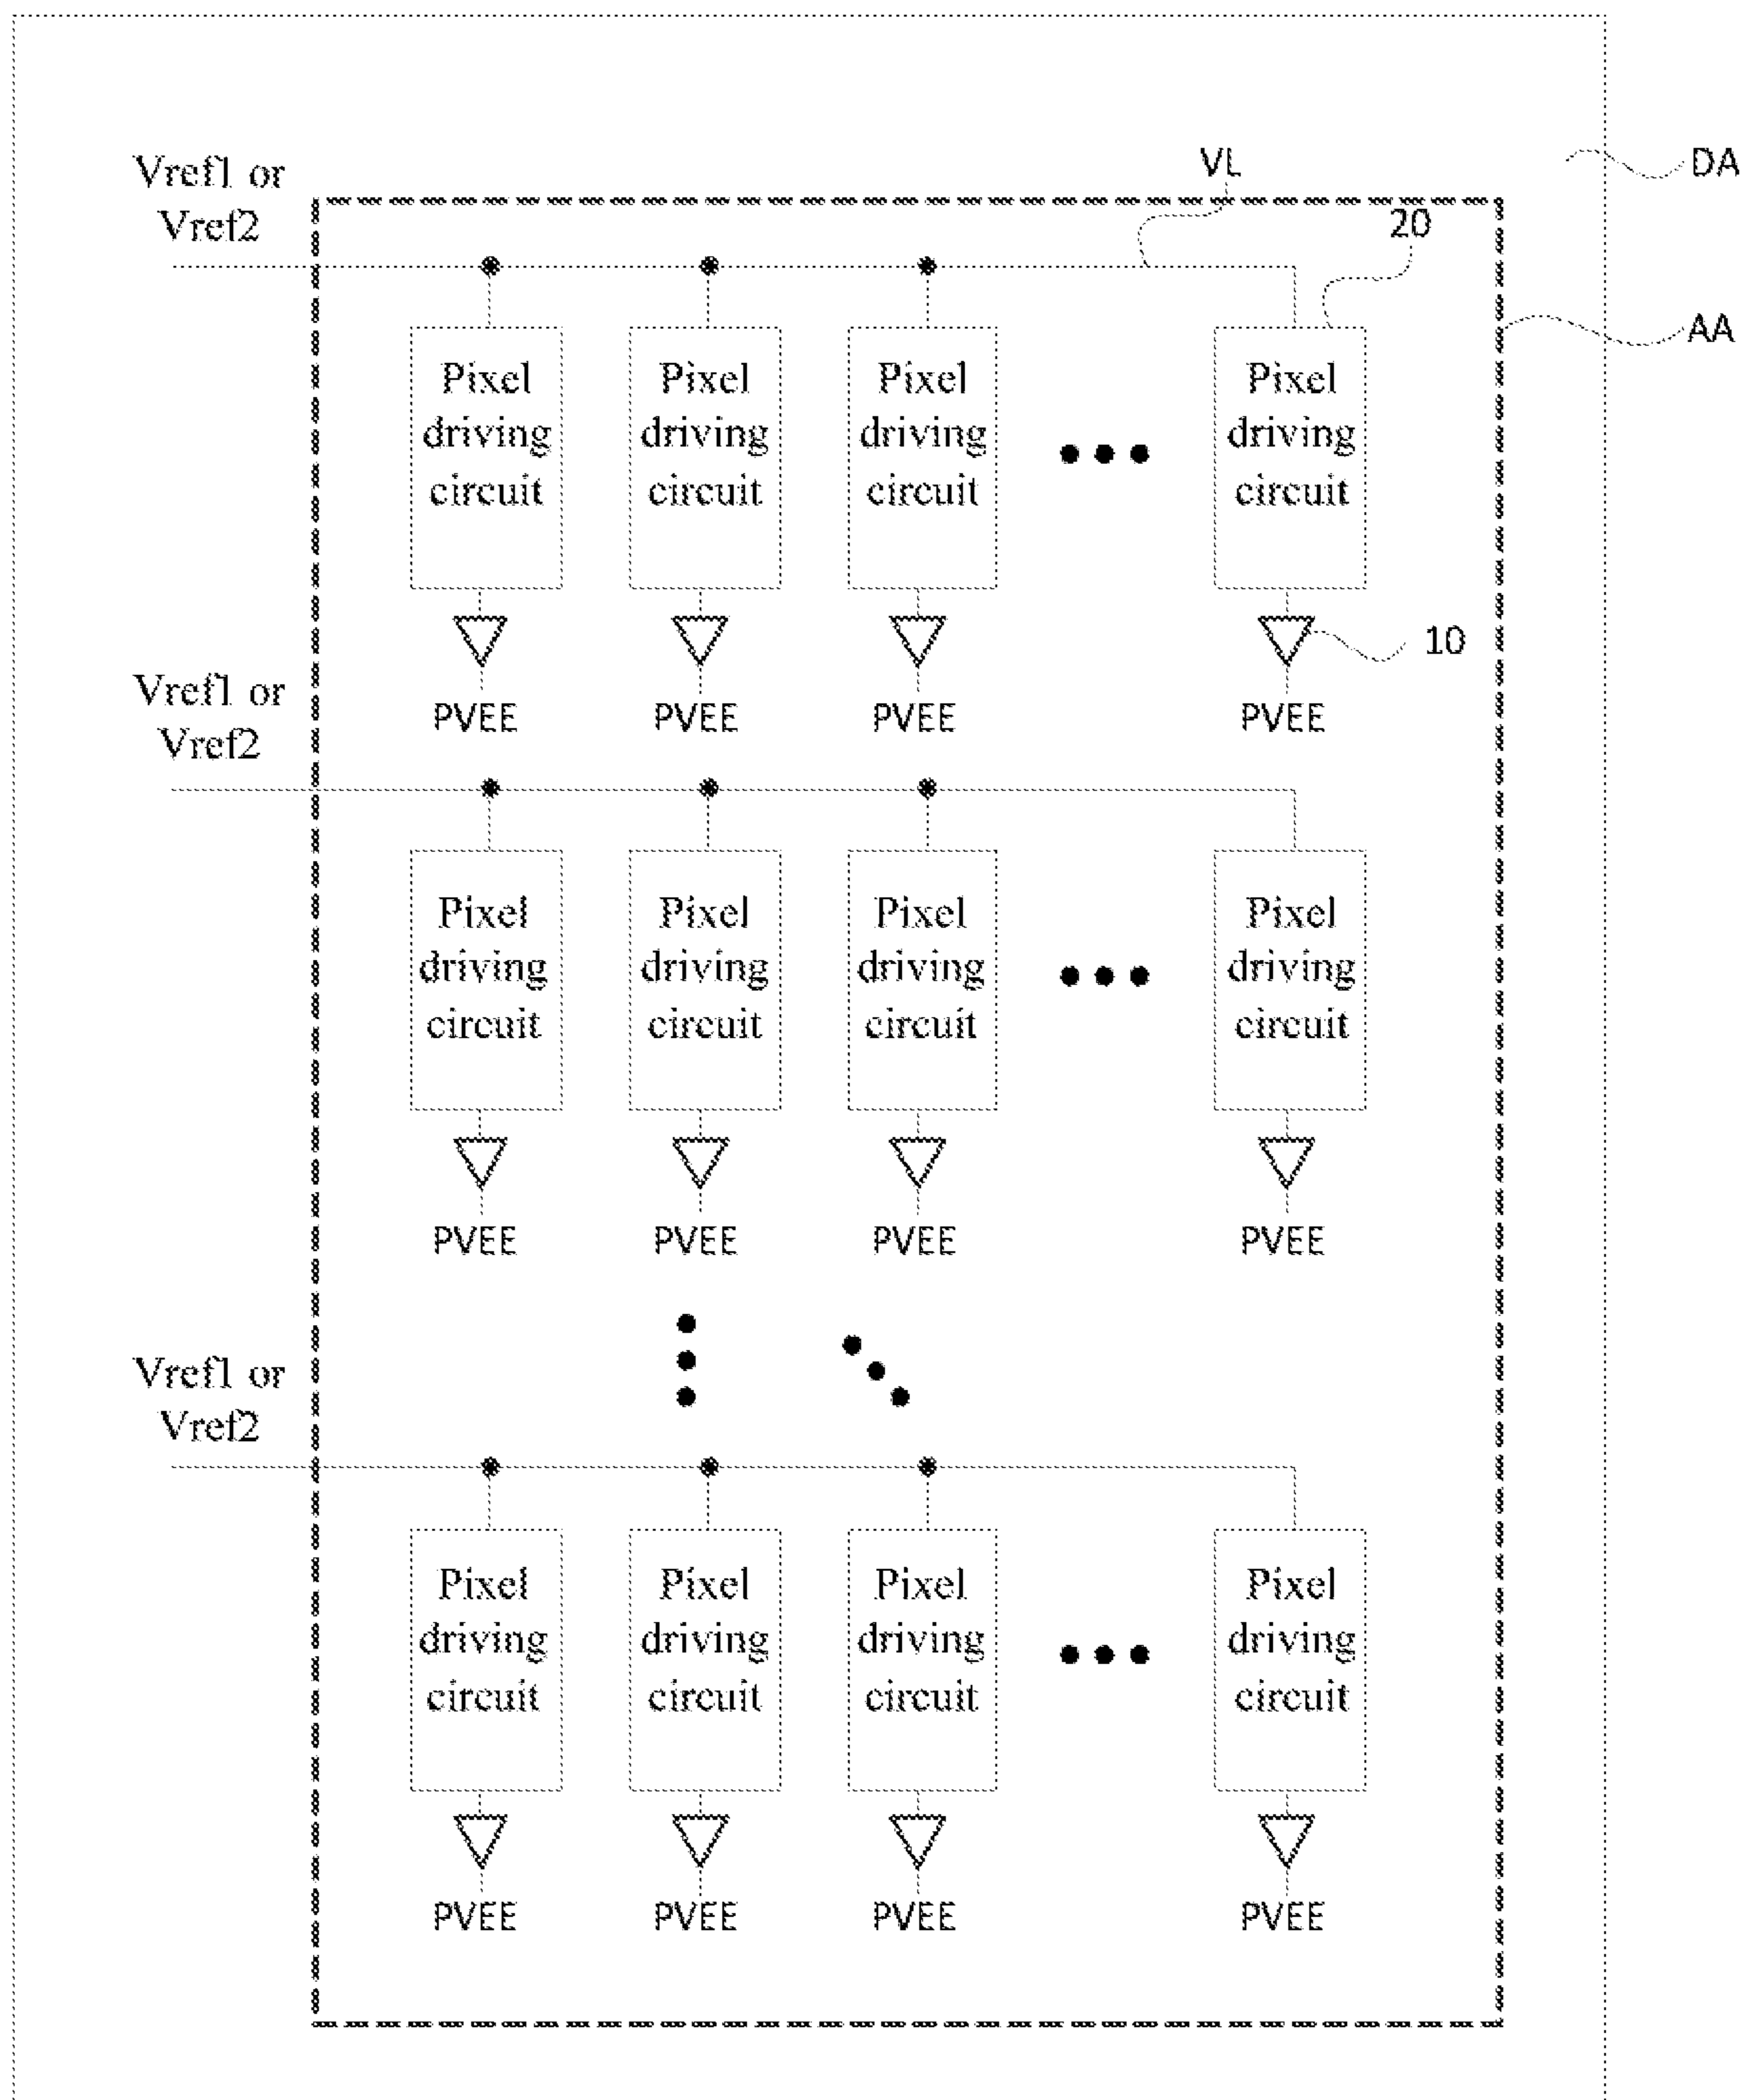 Vref1 or
Vref2
VL
DA
20
AA
Pixel
driving
circuit
Pixel
driving
circuit
Pixel
driving
circuit
Pixel
driving
circuit
10
PVEE
PVEE
PVEE
PVEE
Vref1 or
Vref2
Pixel
driving
circuit
Pixel
driving
circuit
Pixel
driving
circuit
Pixel
driving
circuit
PVEE
PVEE
PVEE
PVEE
Vref1 or
Vref2
Pixel
driving
circuit
Pixel
driving
circuit
Pixel
driving
circuit
Pixel
driving
circuit
PVEE
PVEE
PVEE
PVEE